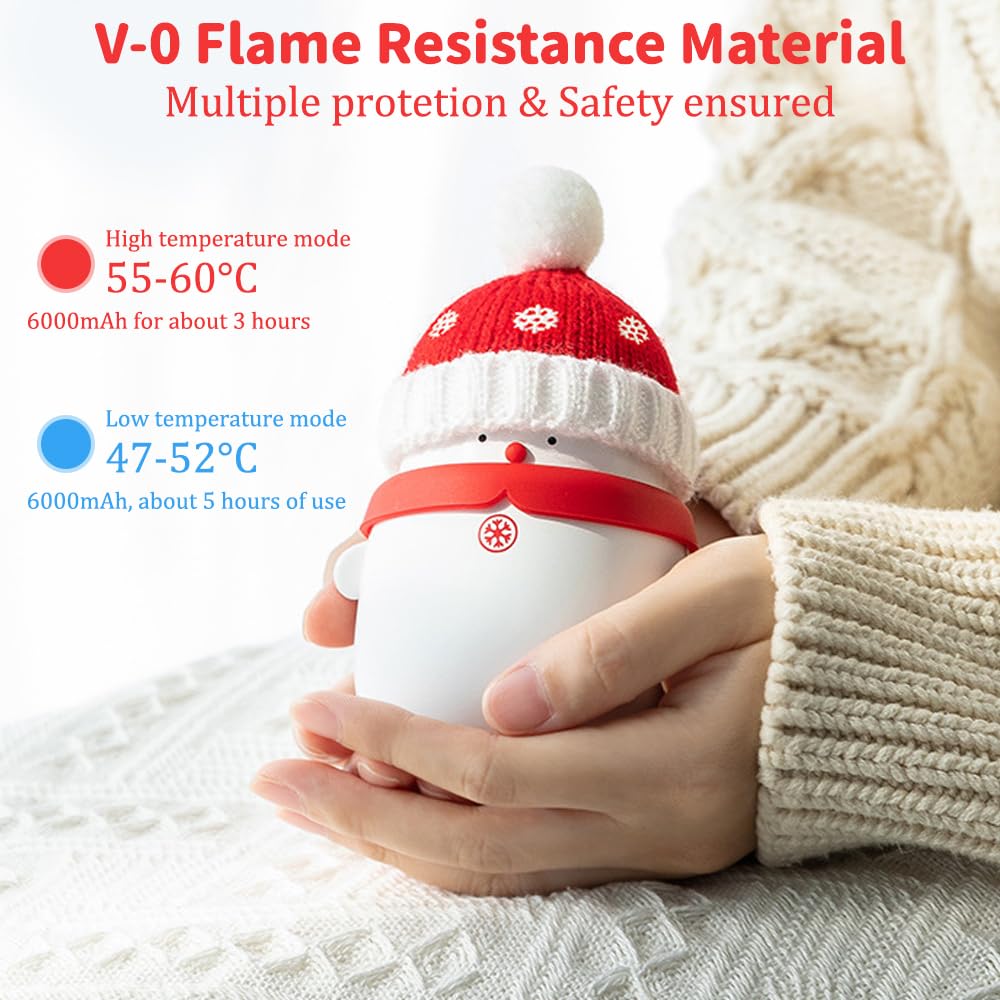 V-0 Flame Resistance Material
Multiple protetion & Safety ensured
High temperature mode
55-60°C
6000mAh for about 3 hours
Low temperature mode
47-52°C
6000mAh, about 5 hours of use